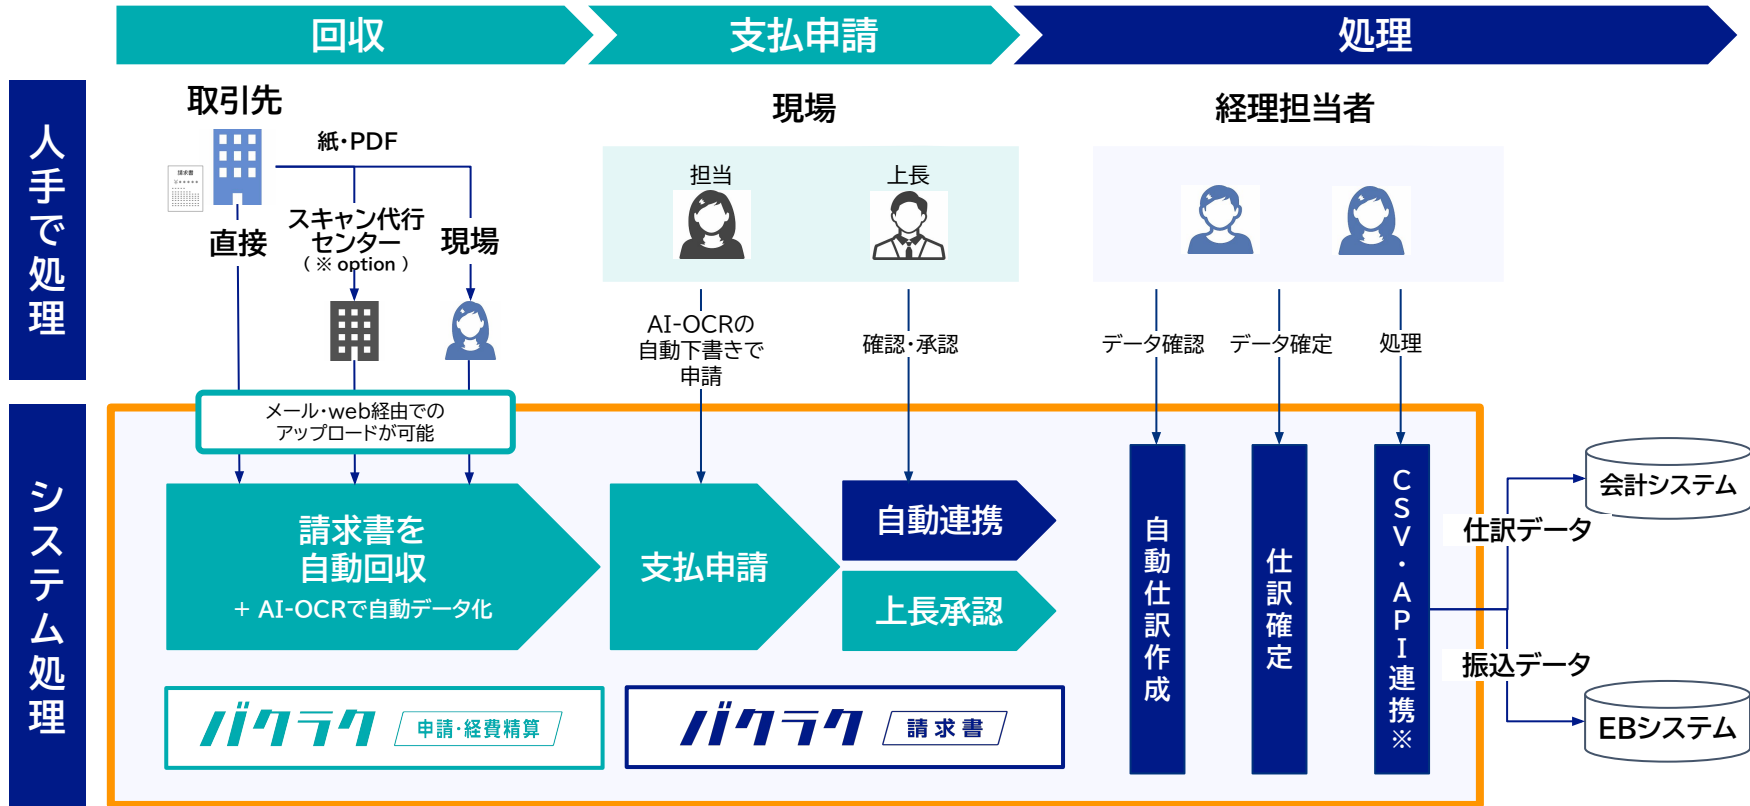 回収
支払申請
処理
人手で処理
取引先
紙・PDF
請求書
直接
スキャン代行
センター
(※ option )
現場
現場
担当
上長
経理担当者
AI-OCRの
自動下書きで
申請
確認・承認
データ確認
データ確定
処理
システム処理
メール・web経由での
アップロードが可能
請求書を
自動回収
+ AI-OCRで自動データ化
支払申請
自動連携
上長承認
自動仕訳作成
仕訳確定
CSV・API連携※
仕訳データ
会計システム
振込データ
EBシステム
バクラク 申請・経費精算
バクラク 請求書